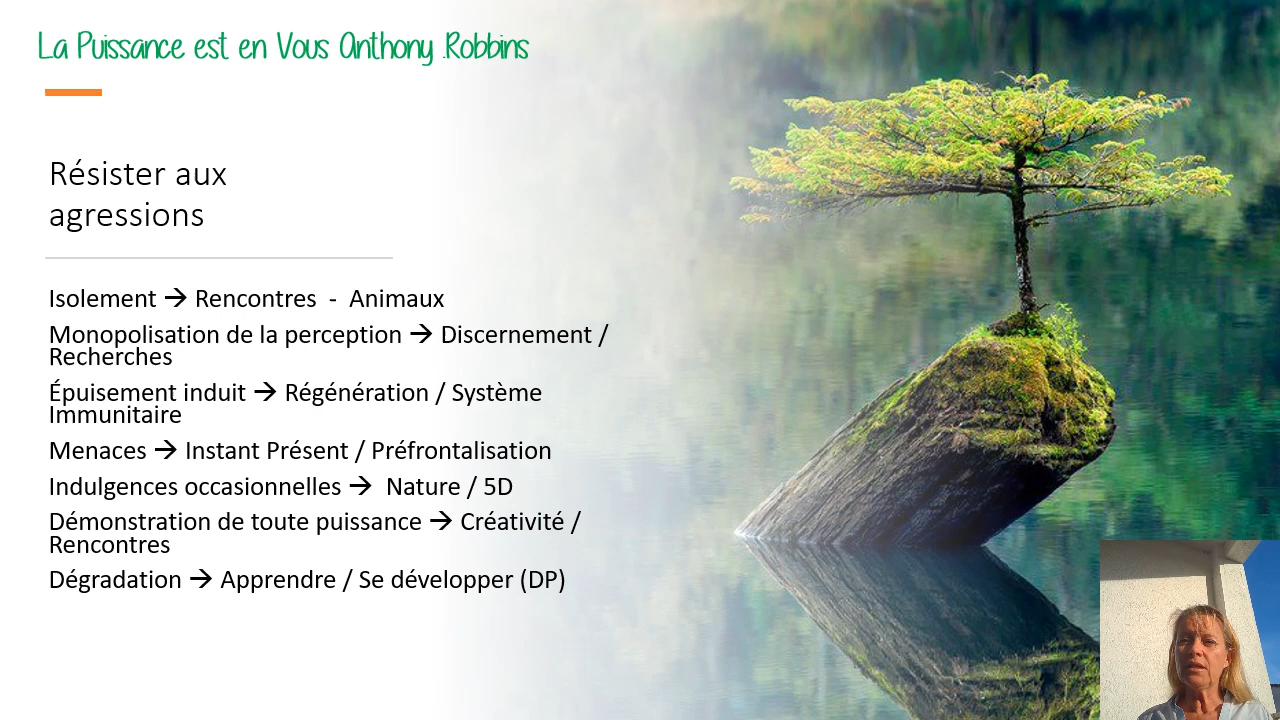 La Puissance est en Vous Anthony .Robbins
Résister aux
agressions
Isolement → Rencontres - Animaux
Monopolisation de la perception → Discernement /
Recherches
Épuisement induit → Régénération / Système
Immunitaire
Menaces → Instant Présent / Préfrontalisation
Indulgences occasionnelles → Nature / 5D
Démonstration de toute puissance → Créativité /
Rencontres
Dégradation → Apprendre / Se développer (DP)